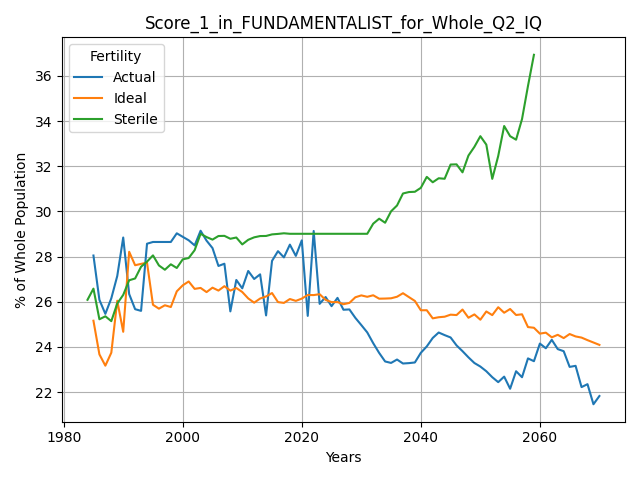 Score_1_in_FUNDAMENTALIST_for_Whole_Q2_IQ
Fertility
Actual
Ideal
Sterile
% of Whole Population
36
34
32
30
28
26
24
22
1980
2000
2020
2040
2060
Years